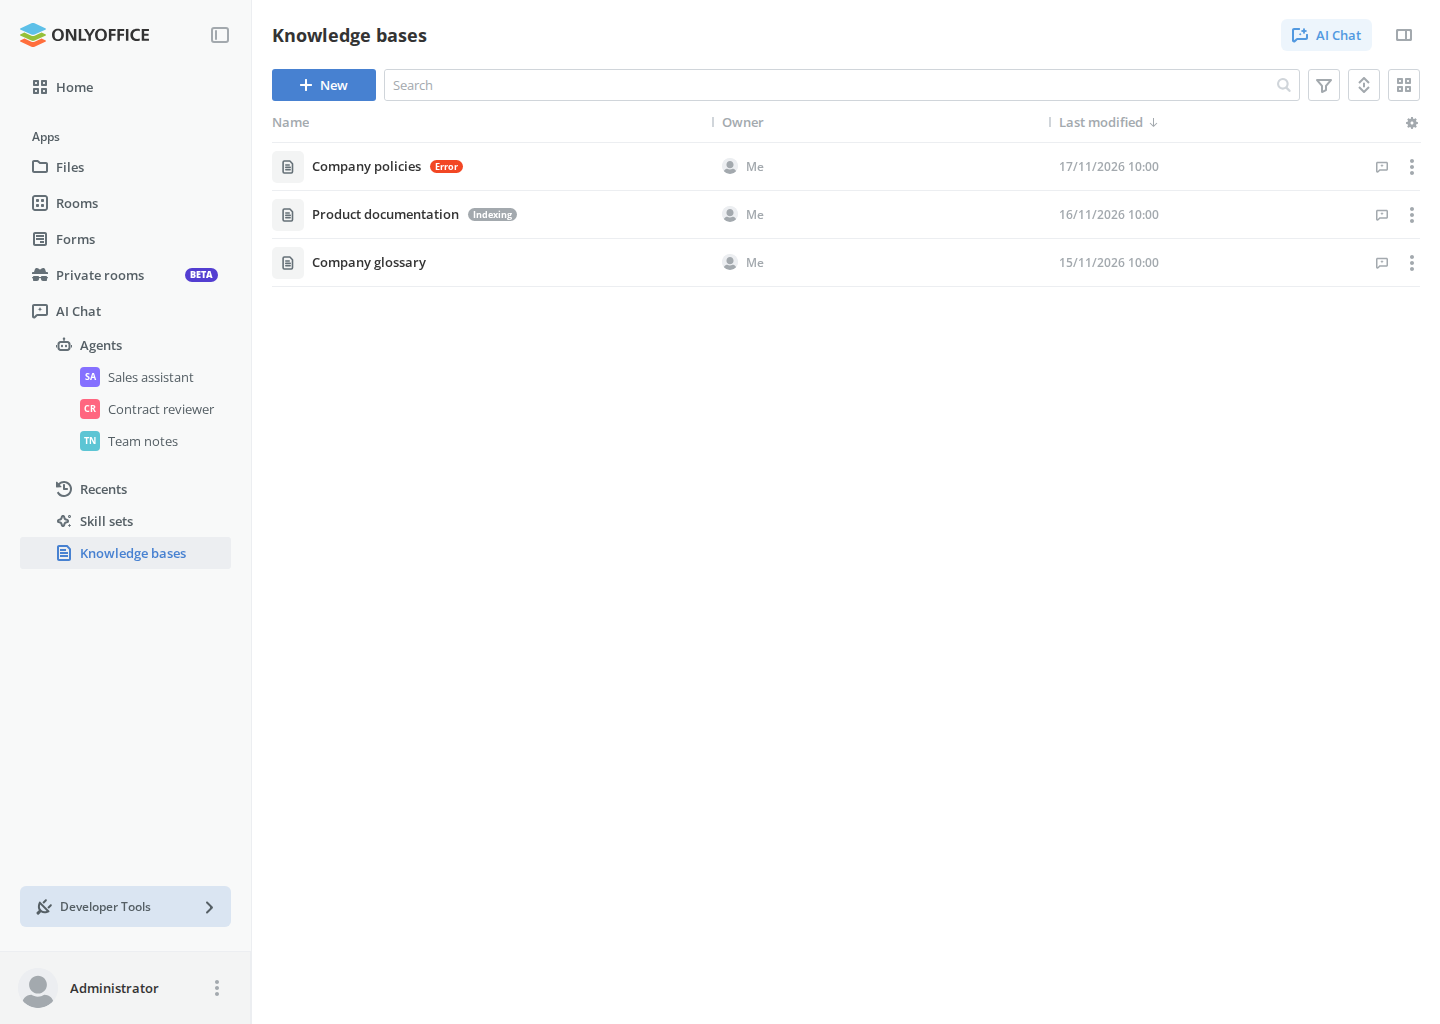 ONLYOFFICE
Home
Apps
Files
Rooms
Forms
Private rooms BETA
AI Chat
Agents
SA Sales assistant
CR Contract reviewer
TN Team notes
Recents
Skill sets
Knowledge bases
Developer Tools
Administrator
Knowledge bases
AI Chat
New
Search
Name Owner Last modified
Company policies Error Me 17/11/2026 10:00
Product documentation Indexing Me 16/11/2026 10:00
Company glossary Me 15/11/2026 10:00